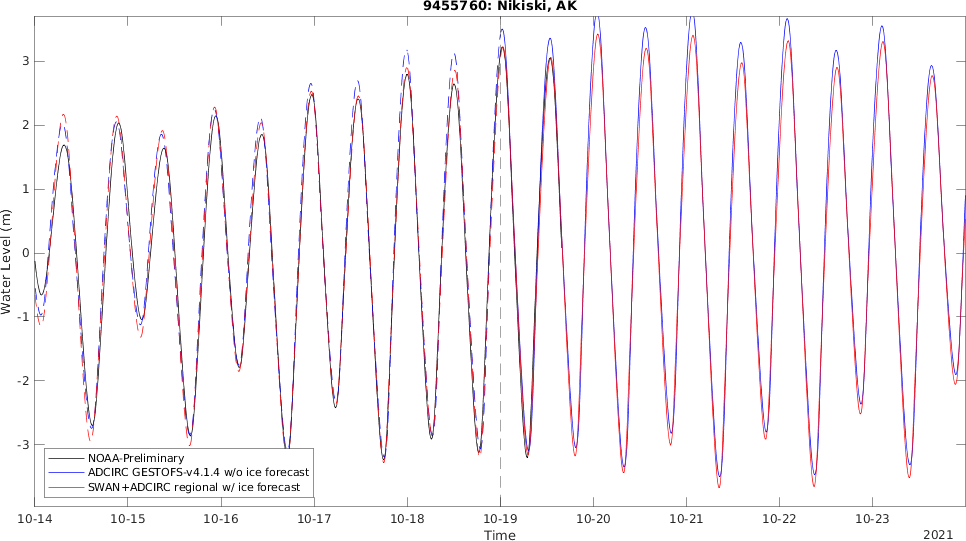 9455760: Nikiski, AK
3
2
1
0
-1
-2
-3
Water Level (m)
NOAA-Preliminary
ADCIRC GESTOFS-v4.1.4 w/o ice forecast
SWAN+ADCIRC regional w/ ice forecast
10-14 10-15 10-16 10-17 10-18 10-19 10-20 10-21 10-22 10-23
Time
2021